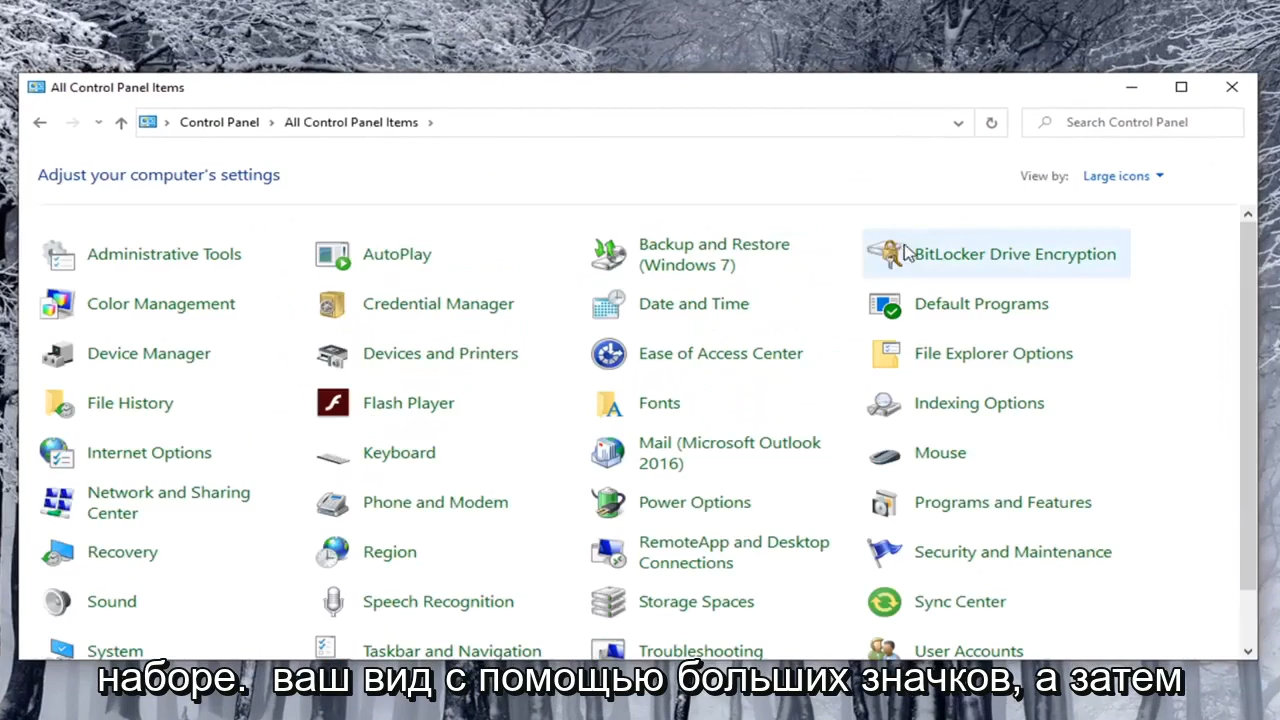 All Control Panel Items
Control Panel > All Control Panel Items >
Search Control Panel
Adjust your computer's settings
View by: Large icons
Administrative Tools
AutoPlay
Backup and Restore
(Windows 7)
BitLocker Drive Encryption
Color Management
Credential Manager
Date and Time
Default Programs
Device Manager
Devices and Printers
Ease of Access Center
File Explorer Options
File History
Flash Player
Fonts
Indexing Options
Internet Options
Keyboard
Mail (Microsoft Outlook
2016)
Mouse
Network and Sharing
Center
Phone and Modem
Power Options
Programs and Features
Recovery
Region
RemoteApp and Desktop
Connections
Security and Maintenance
Sound
Speech Recognition
Storage Spaces
Sync Center
System
Taskbar and Navigation
Troubleshooting
User Accounts
наборе. ваш вид с помощью больших значков, а затем